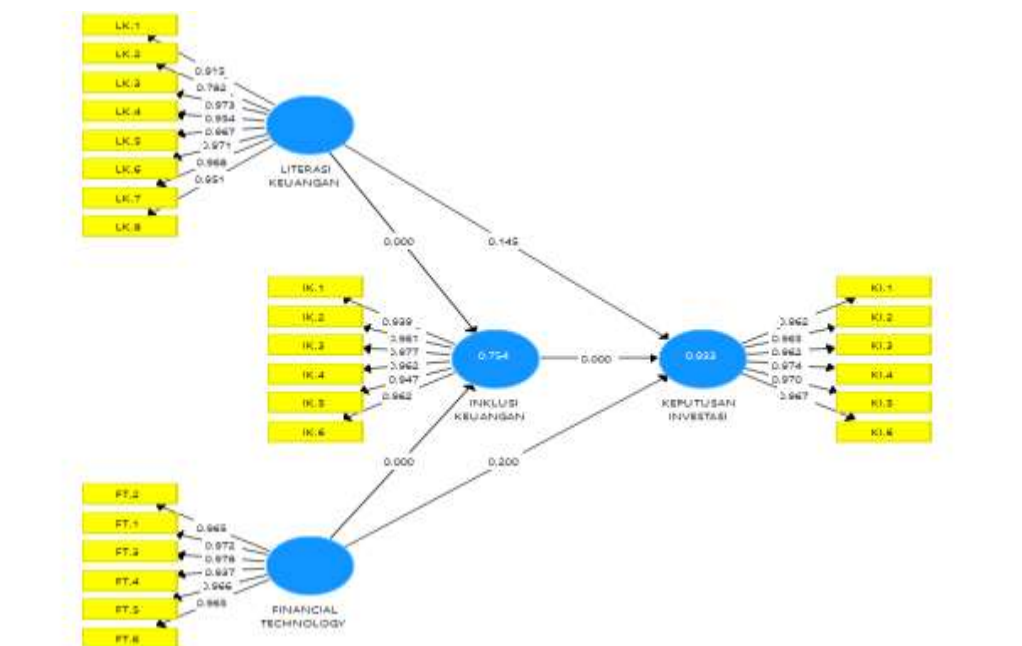 LK.1
LK.2
LK.3
LK.4
LK.5
LK.6
LK.7
LK.8
0.915
0.782
0.973
0.954
0.967
0.971
0.968
0.951
LITERASI
KEUANGAN
0.000
0.145
IK.1
IK.2
IK.3
IK.4
IK.5
IK.6
0.939
0.961
0.977
0.962
0.947
0.962
0.754
INKLUSI
KEUANGAN
0.000
0.933
KEPUTUSAN
INVESTASI
0.962
0.963
0.974
0.970
0.967
KI.1
KI.2
KI.3
KI.4
KI.5
KI.6
0.000
0.200
FT.2
FT.1
FT.3
FT.4
FT.5
FT.6
0.965
0.972
0.978
0.937
0.966
0.965
FINANCIAL
TECHNOLOGY